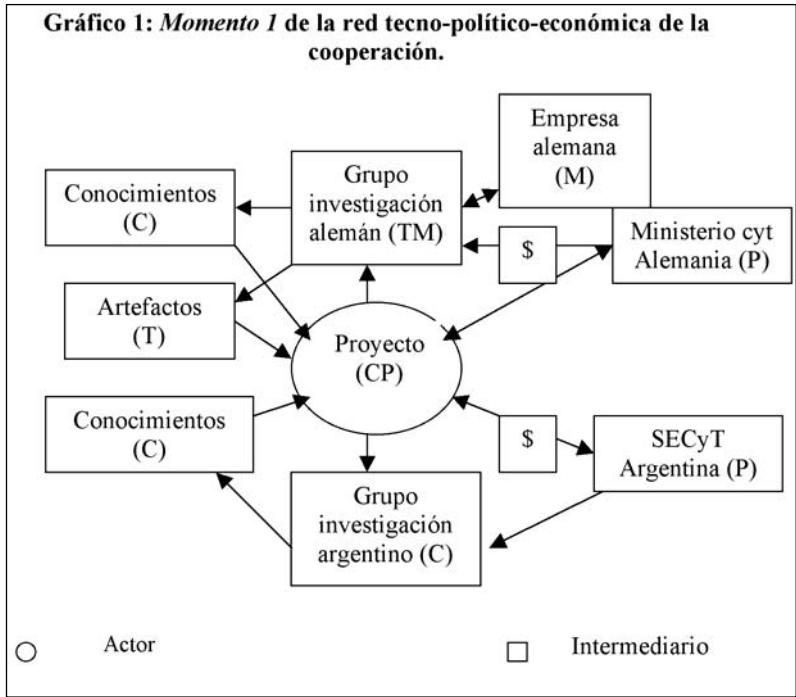 Gráfico 1: Momento 1 de la red tecno-político-económica de la
cooperación.
Empresa
alemana
(M)
Grupo
investigación
alemán (TM)
Conocimientos
(C)
$
Ministerio cyt
Alemania (P)
Artefactos
(T)
Proyecto
(CP)
Conocimientos
(C)
$
SECyT
Argentina (P)
Grupo
investigación
argentino (C)
Actor
Intermediario